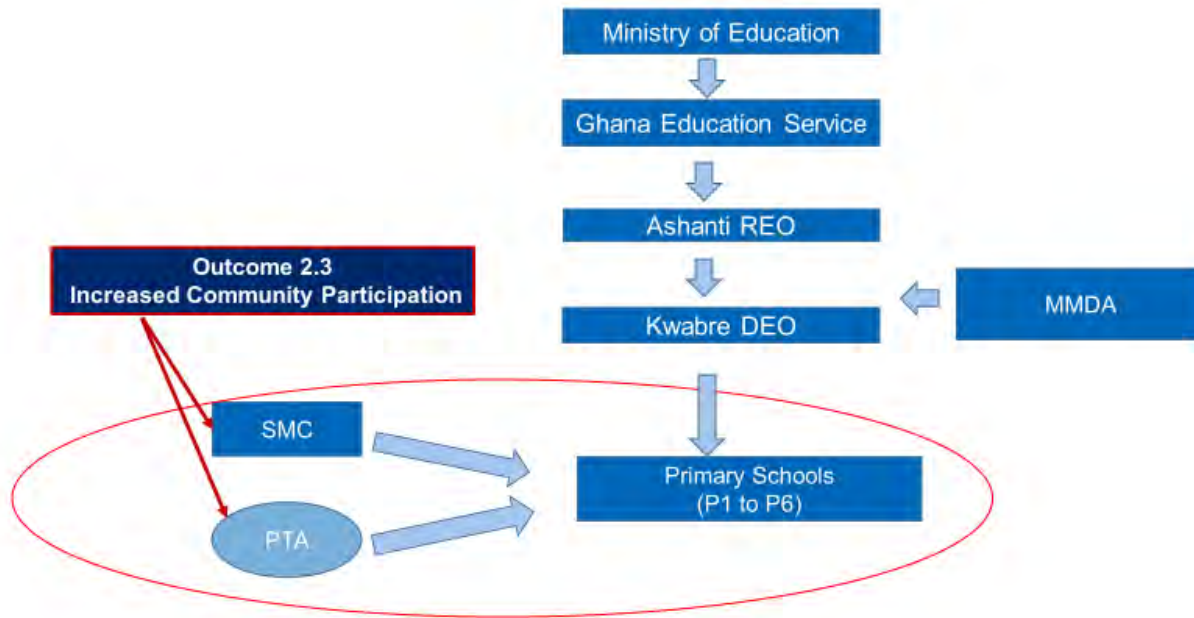 Ministry of Education
Ghana Education Service
Ashanti REO
Outcome 2.3
Increased Community Participation
MMDA
Kwabre DEO
SMC
Primary Schools
(P1 to P6)
PTA